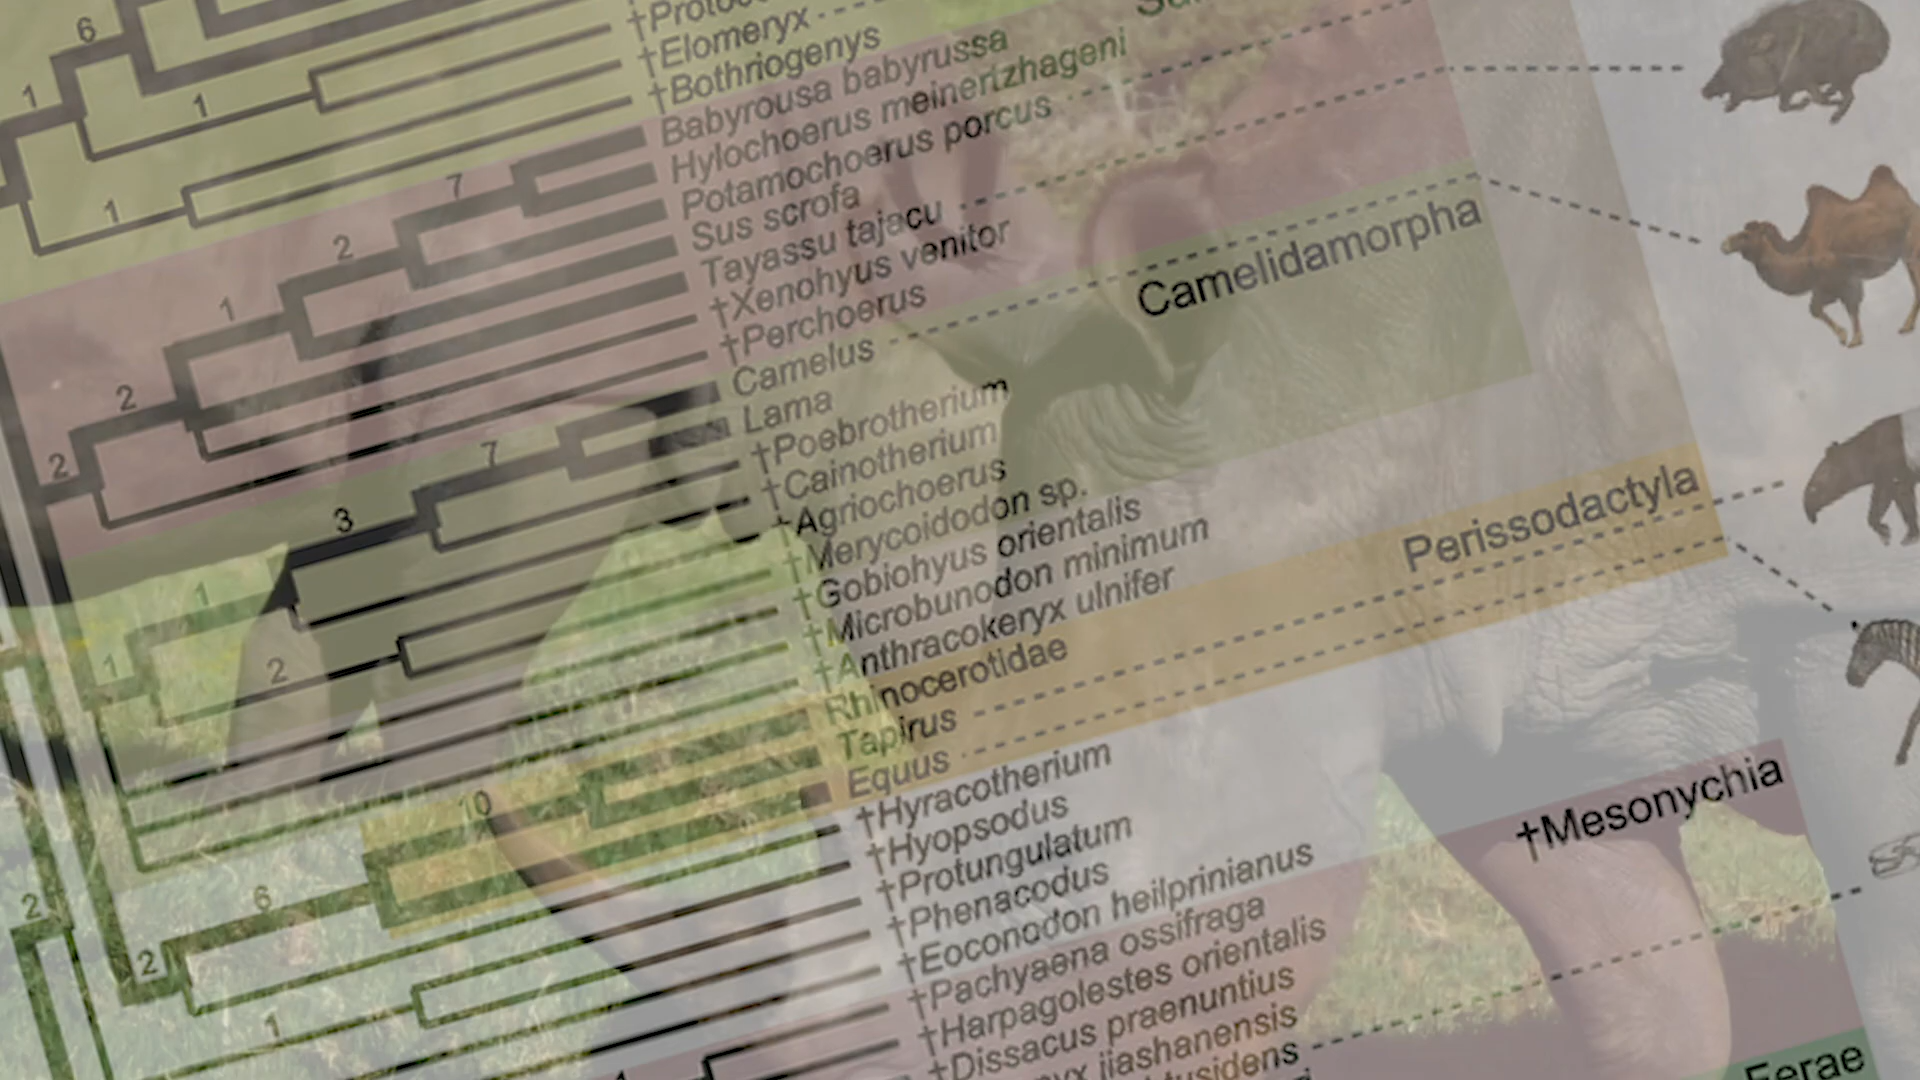 6
†Elomeryx
†Bothriogenys
1
1
Babyrousa babyrussa
Hylochoerus meinertzhageni
Potamochoerus porcus
1
7
Sus scrofa
2
Tayassu tajacu
†Xenohyus venitor
1
†Perchoerus
Camelidamorpha
2
Camelus
Lama
2
7
†Poebrotherium
†Cainotherium
3
†Agriochoerus
†Merycoidodon sp.
1
†Gobiohyus orientalis
†Microbunodon minimum
1
2
†Anthracokeryx ulnifer
Perissodactyla
Rhinocerotidae
Tapirus
Equus
10
†Hyracotherium
†Hyopsodus
†Mesonychia
†Protungulatum
6
†Phenacodus
2
2
†Eoconodon heilprinianus
†Pachyaena ossifraga
1
†Harpagolestes orientalis
†Dissacus praenuntius
jiashanensis
Ferae